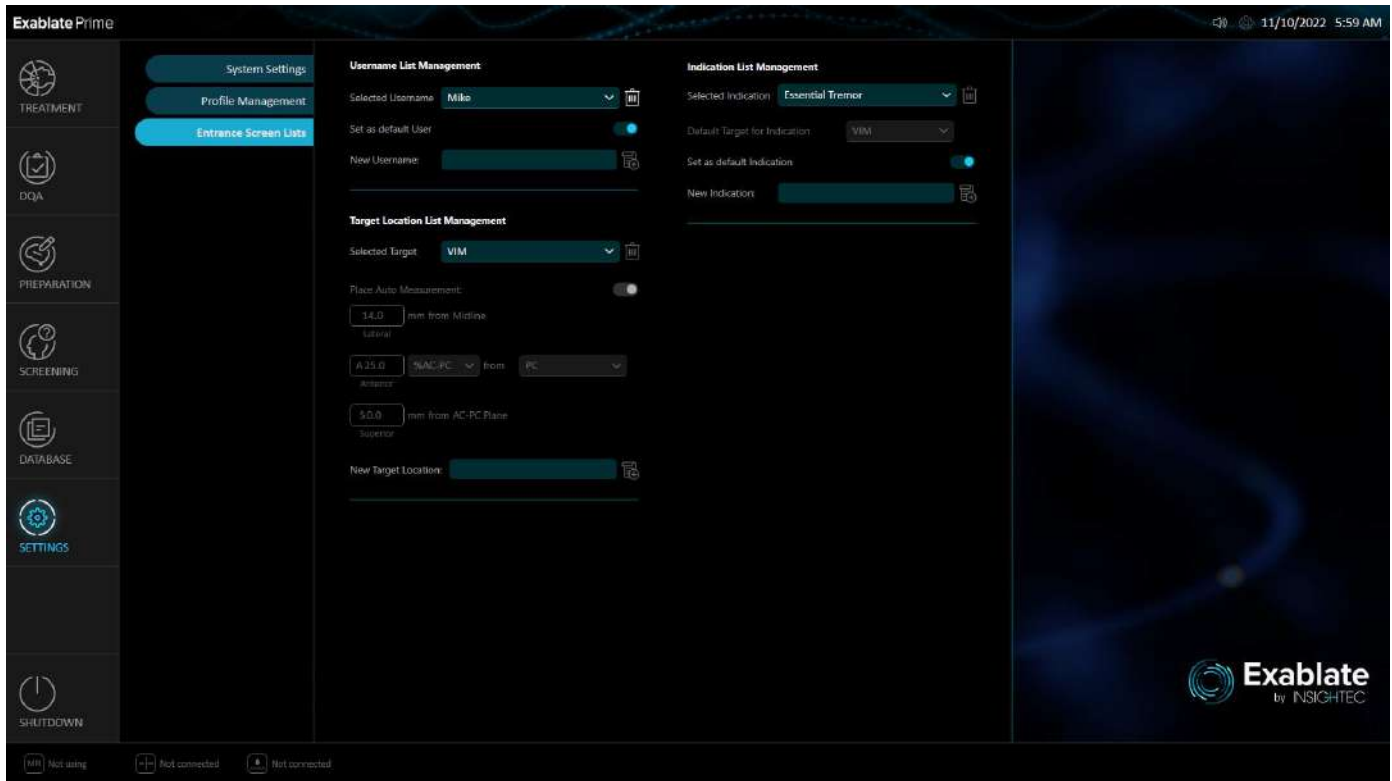 Exablate Prime
11/10/2022 5:59 AM
TREATMENT
DQA
PREPARATION
SCREENING
DATABASE
SETTINGS
SHUTDOWN
System Settings
Profile Management
Entrance Screen Lists
Username List Management
Selected Username Mike
Set as default User
New Username:
Target Location List Management
Selected Target VIM
Place Auto Measurement:
14.0 mm from Midline
Lateral
A 25.0 %AC-PC from PC
Anterior
S 0.0 mm from AC-PC Plane
Superior
New Target Location:
Indication List Management
Selected Indication Essential Tremor
Default Target for Indication VIM
Set as default Indication
New Indication:
Exablate
by INSIGHTEC
MR Not using
Not connected
Not connected